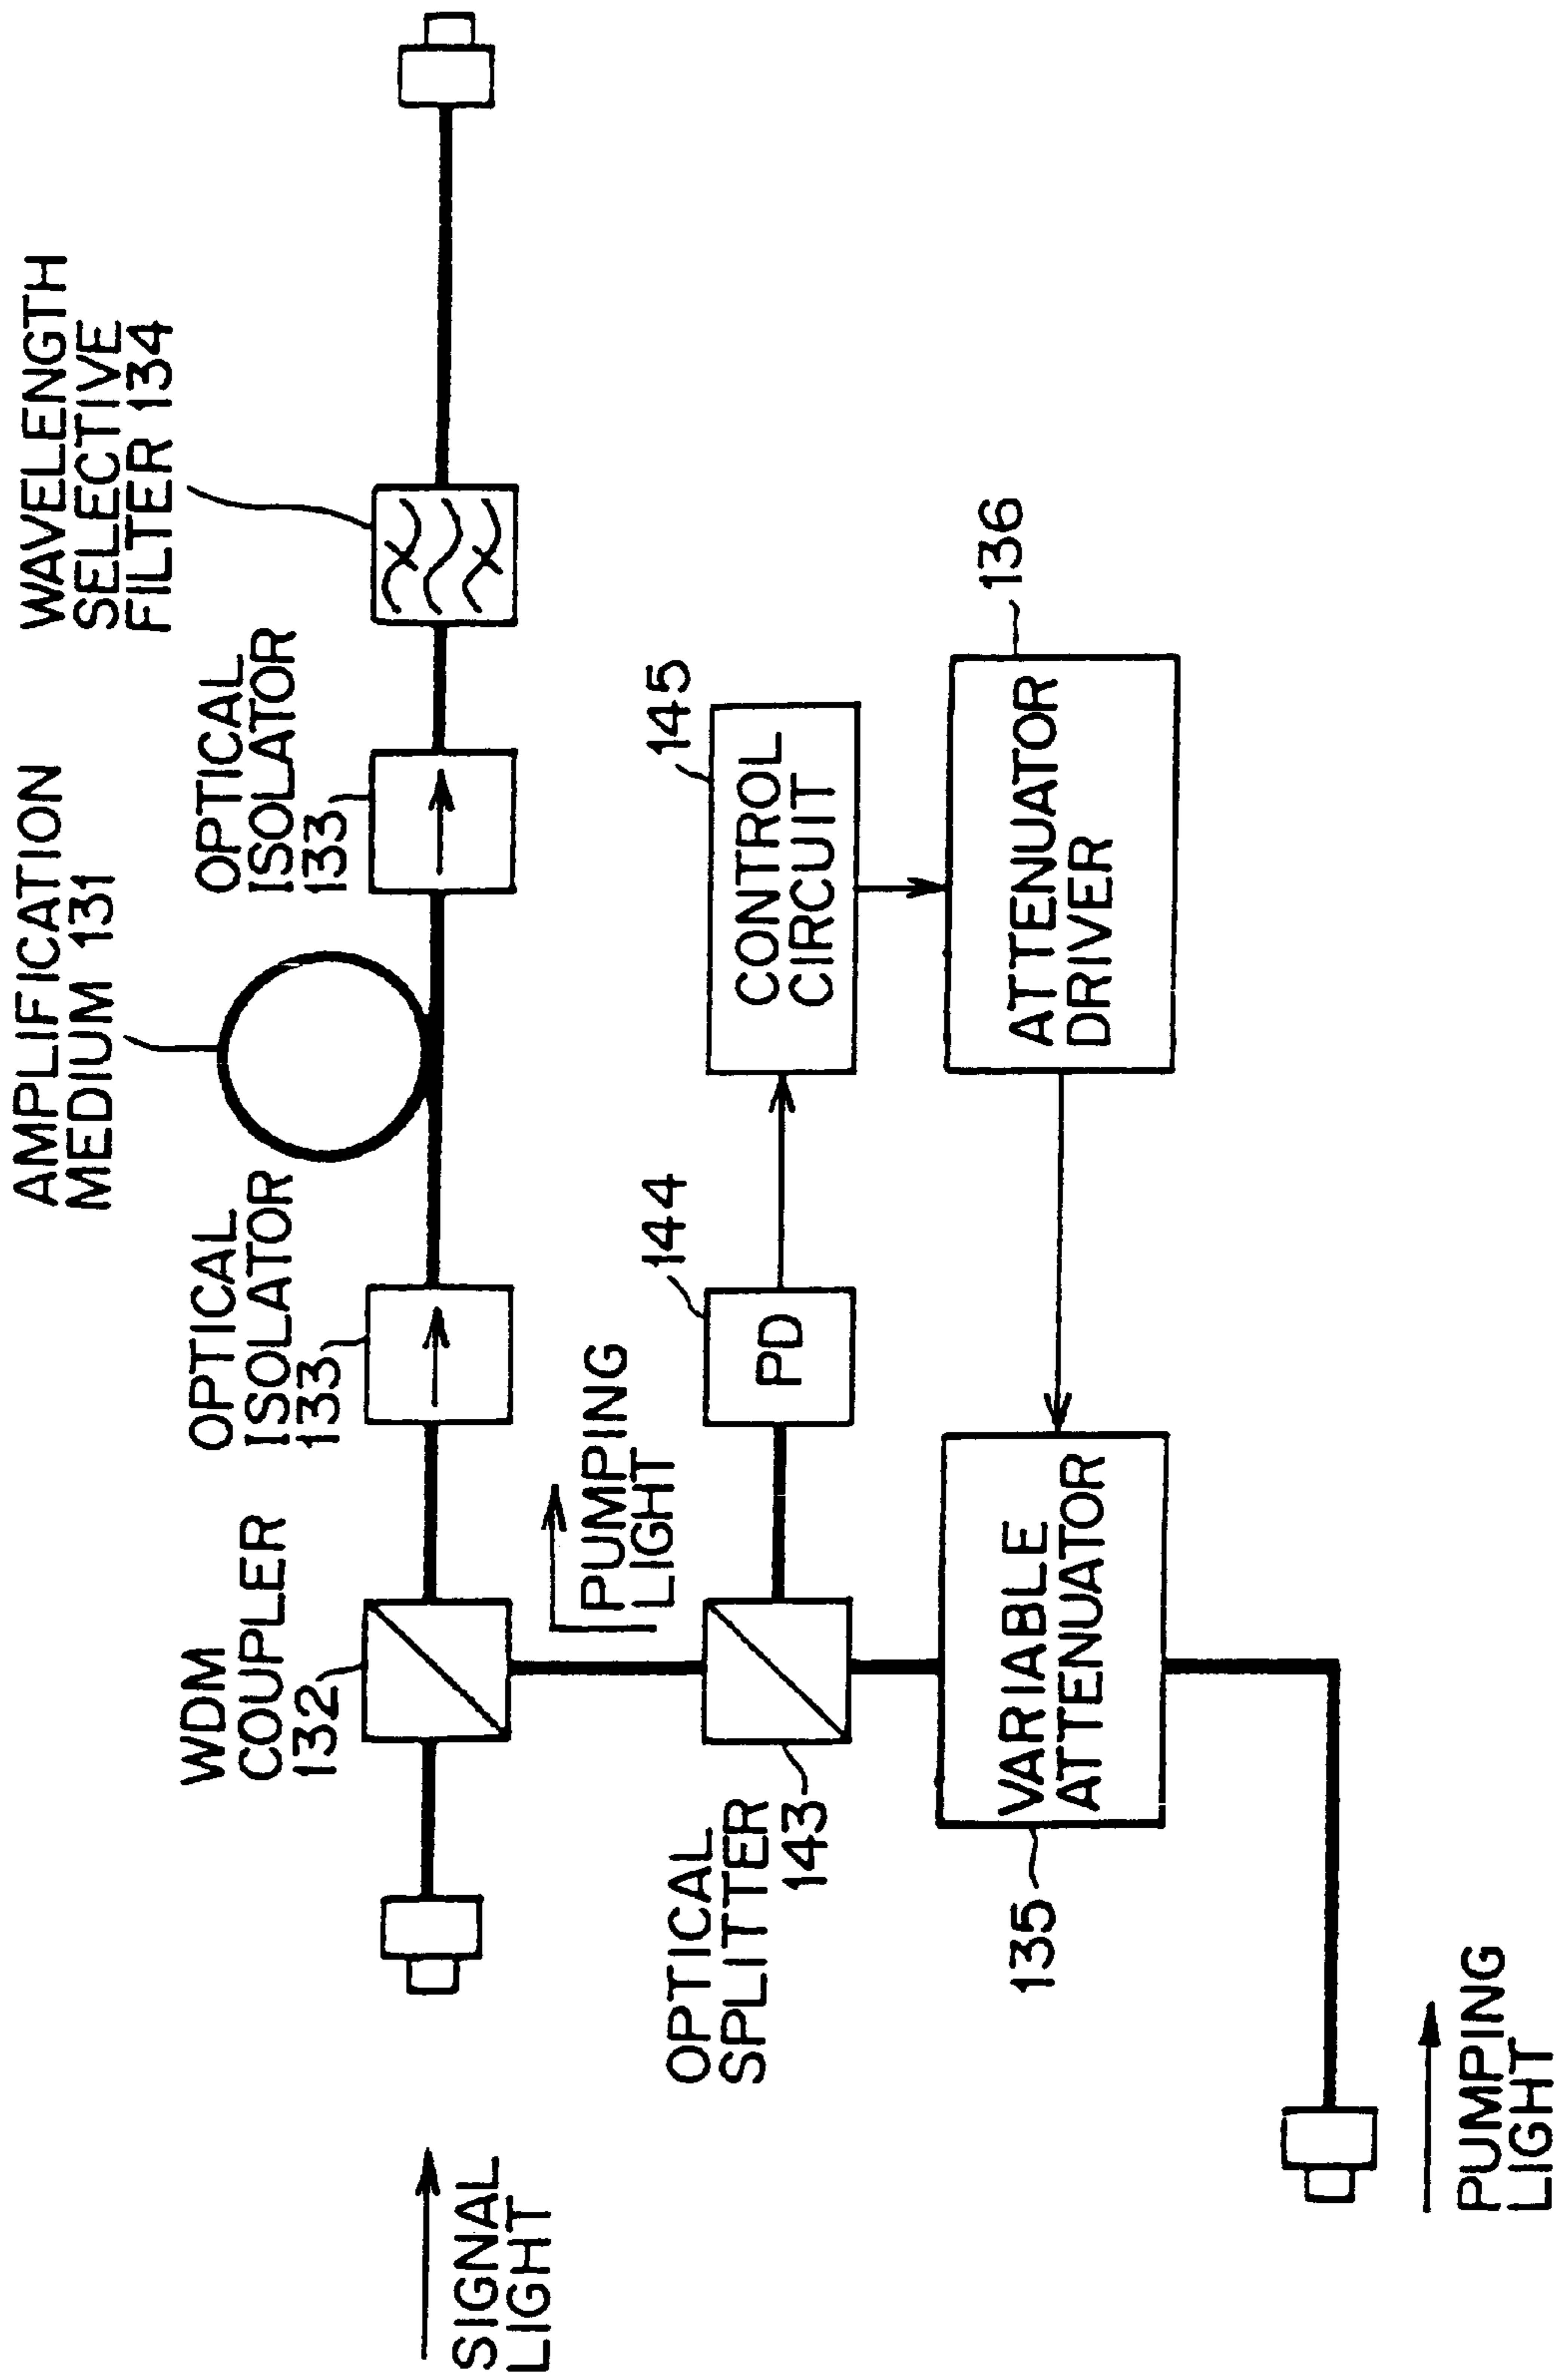 AMPLIFICATION
MEDIUM 131
WAVELENGTH
SELECTIVE
FILTER 134
WDM
COUPLER
132
OPTICAL
ISOLATOR
133
OPTICAL
ISOLATOR
133
SIGNAL
LIGHT
PUMPING
LIGHT
OPTICAL
SPLITTER
143
144
PD
145
CONTROL
CIRCUIT
135
VARIABLE
ATTENUATOR
136
ATTENUATOR
DRIVER
PUMPING
LIGHT